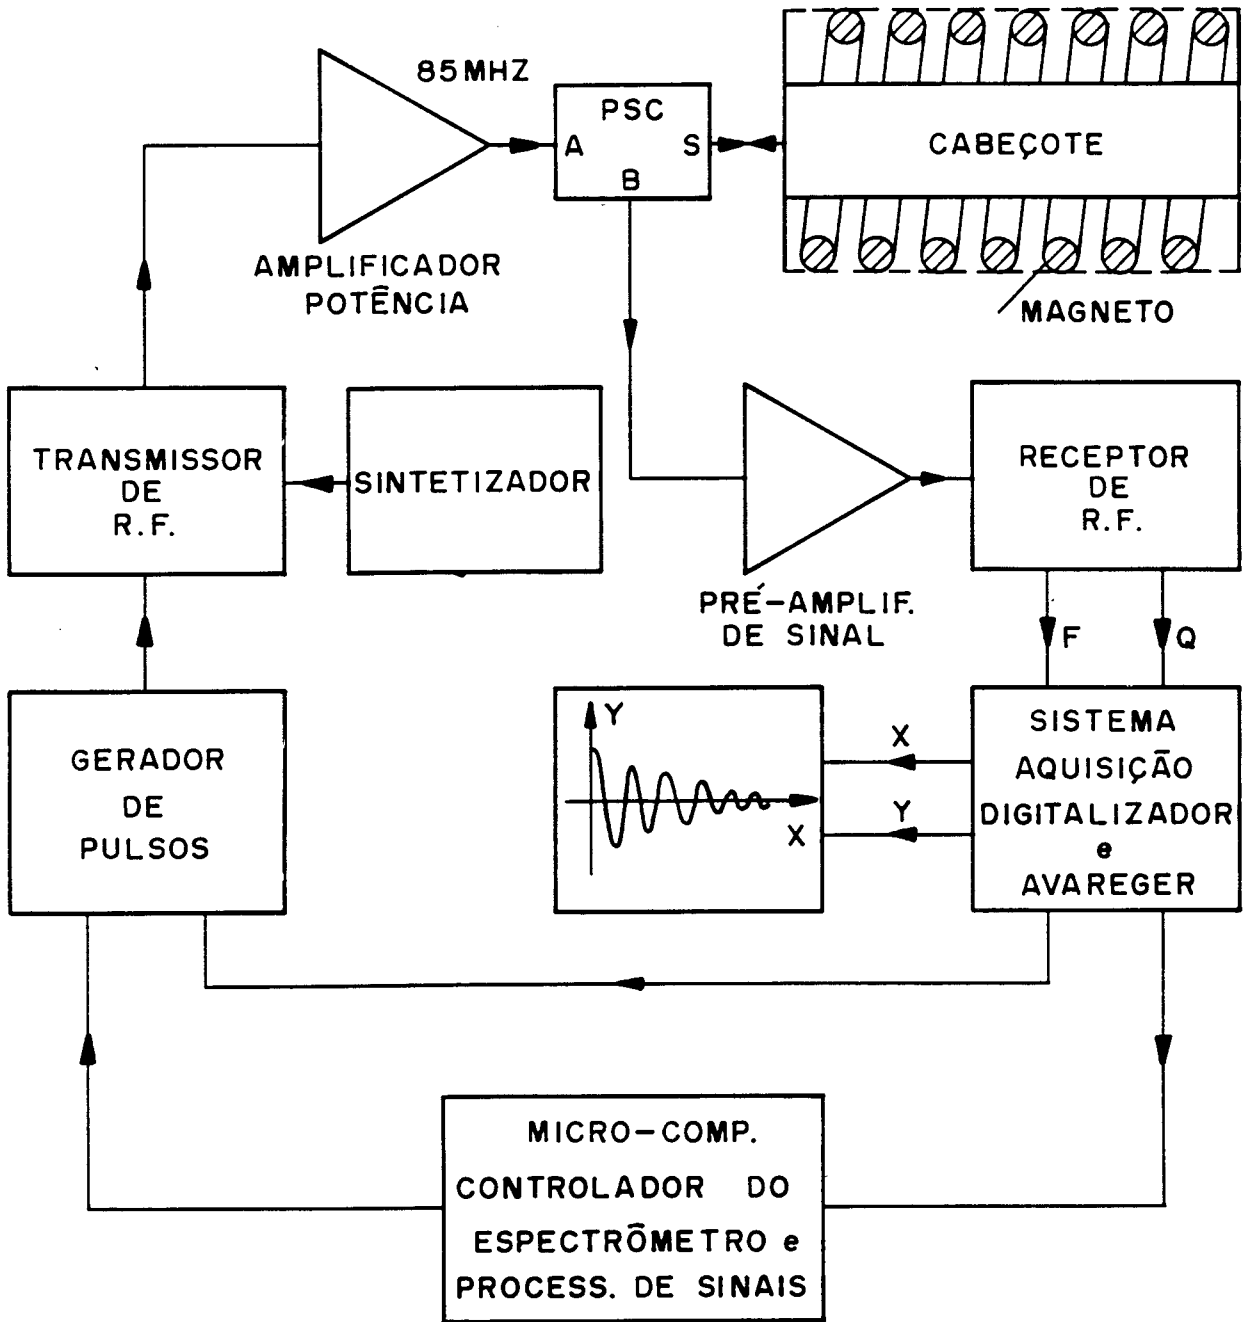 85MHZ
PSC
A
S
B
CABEÇOTE
AMPLIFICADOR
POTÊNCIA
MAGNETO
TRANSMISSOR
DE
R.F.
SINTETIZADOR
RECEPTOR
DE
R.F.
PRÉ-AMPLIF.
DE SINAL
F
Q
GERADOR
DE
PULSOS
Y
X
X
Y
SISTEMA
AQUISIÇÃO
DIGITALIZADOR
e
AVAREGER
MICRO-COMP.
CONTROLADOR DO
ESPECTRÔMETRO e
PROCESS. DE SINAIS